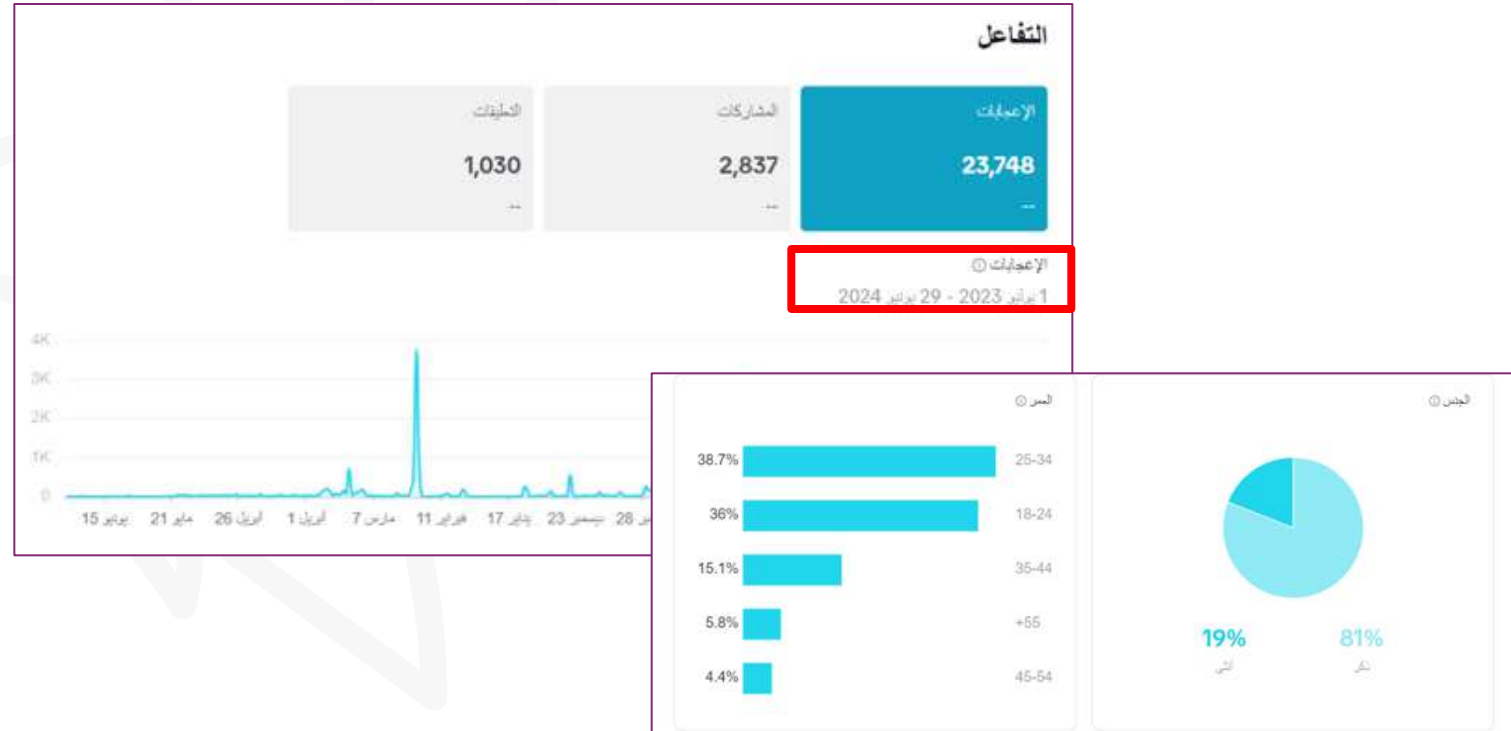 التفاعل
الإعجابات
المشاركات
التعليقات
23,748
2,837
1,030
--
--
--
الإعجابات
1 يوليو 2023 - 29 يونيو 2024
4K
3K
2K
1K
0
يونيو 15
مايو 21
أبريل 26
أبريل 1
مارس 7
فبراير 11
يناير 17
ديسمبر 23
28
العمر
38.7%
25-34
36%
18-24
15.1%
35-44
5.8%
+55
4.4%
45-54
الجنس
19%
81%
أنثى
ذكر